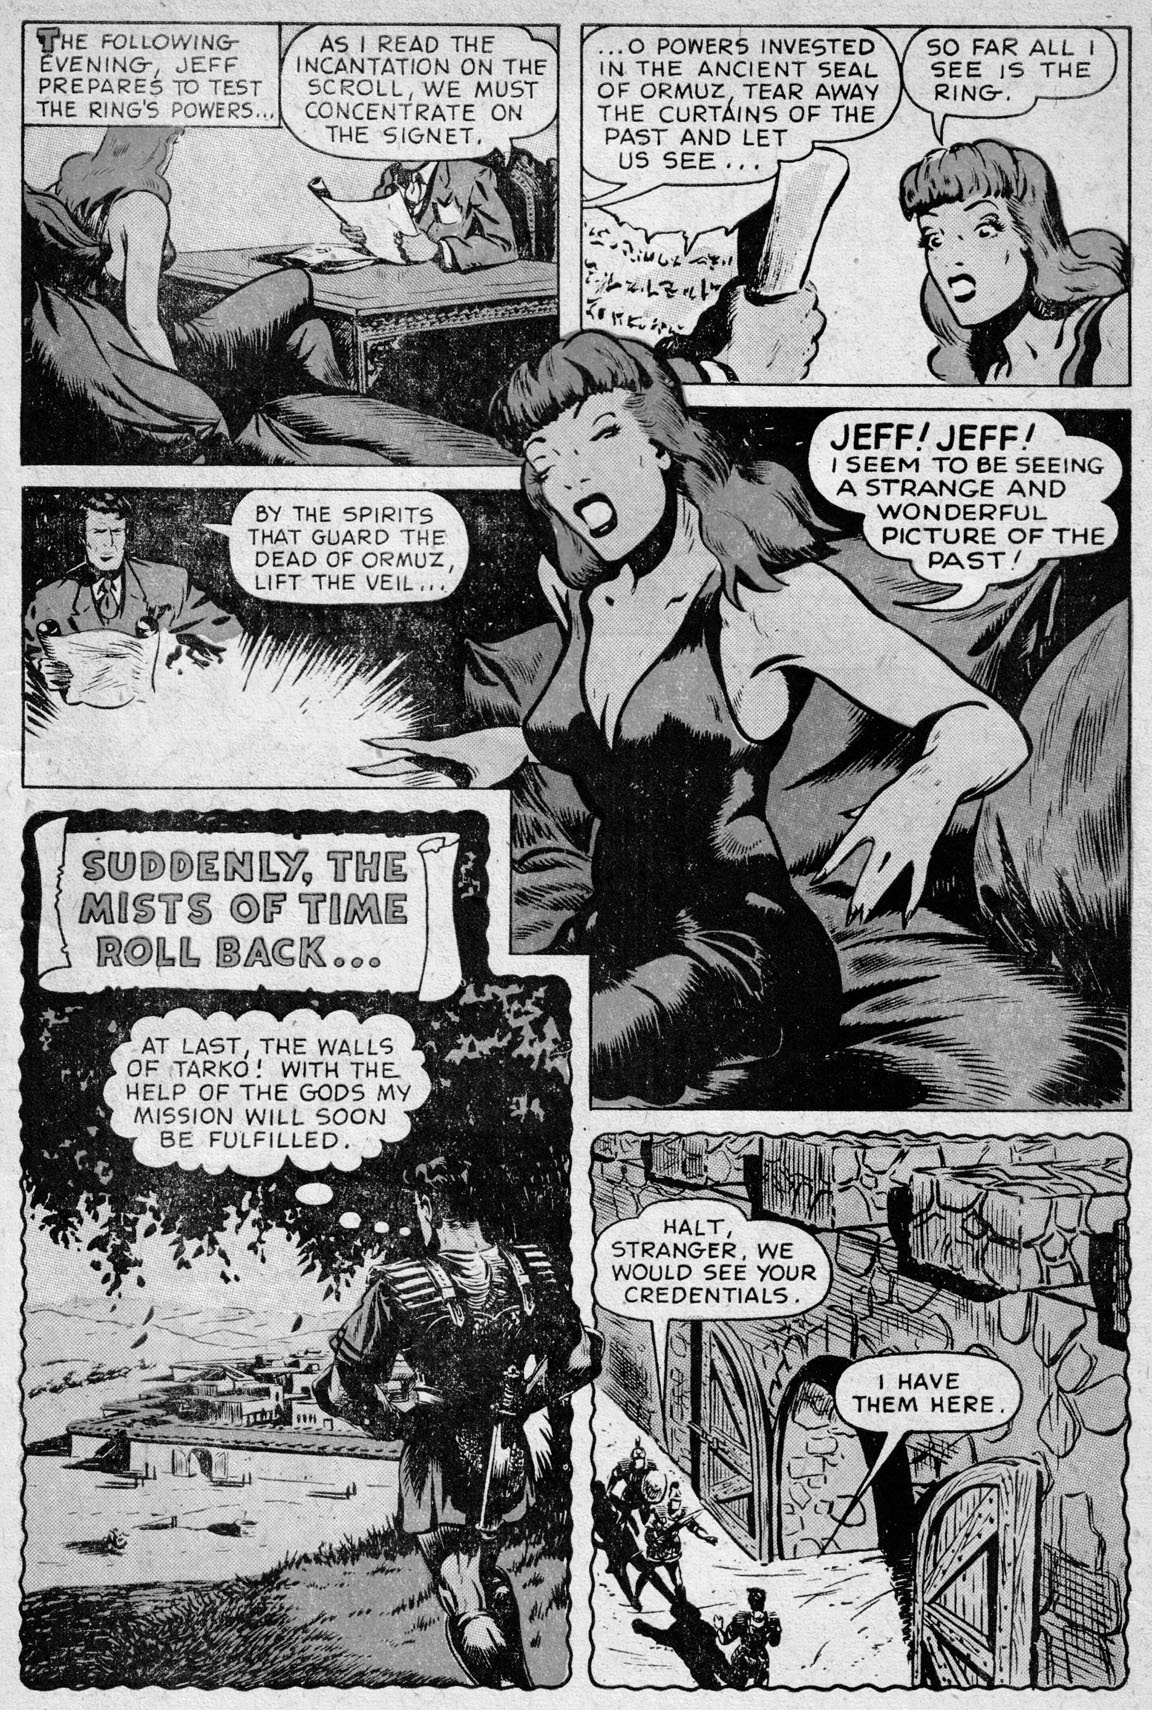 THE FOLLOWING
EVENING, JEFF
PREPARES TO TEST
THE RING'S POWERS...
AS I READ THE
INCANTATION ON THE
SCROLL, WE MUST
CONCENTRATE ON
THE SIGNET.
...O POWERS INVESTED
IN THE ANCIENT SEAL
OF ORMUZ, TEAR AWAY
THE CURTAINS OF THE
PAST AND LET
US SEE...
SO FAR ALL I
SEE IS THE
RING.
BY THE SPIRITS
THAT GUARD THE
DEAD OF ORMUZ,
LIFT THE VEIL...
JEFF! JEFF!
I SEEM TO BE SEEING
A STRANGE AND
WONDERFUL
PICTURE OF THE
PAST!
SUDDENLY, THE
MISTS OF TIME
ROLL BACK...
AT LAST, THE WALLS
OF TARKO! WITH THE
HELP OF THE GODS MY
MISSION WILL SOON
BE FULFILLED.
HALT,
STRANGER, WE
WOULD SEE YOUR
CREDENTIALS.
I HAVE
THEM HERE.